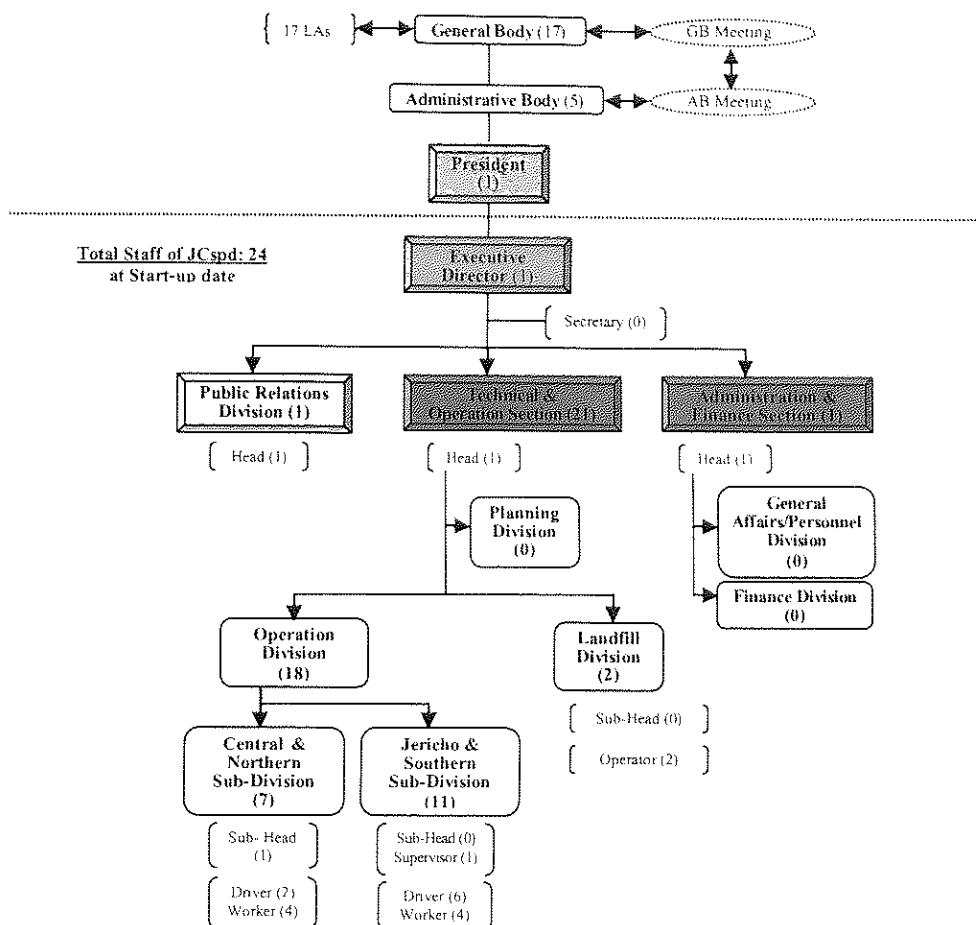 17 LAs
General Body (17)
GB Meeting
Administrative Body (5)
AB Meeting
President
(1)
Total Staff of JCspd: 24
at Start-up date
Executive
Director (1)
Secretary (0)
Public Relations
Division (1)
Technical &
Operation Section (21)
Administration &
Finance Section (1)
Head (1)
Head (1)
Head (1)
Planning
Division
(0)
General
Affairs/Personnel
Division
(0)
Finance Division
(0)
Operation
Division
(18)
Landfill
Division
(2)
Sub-Head (0)
Operator (2)
Central &
Northern
Sub-Division
(7)
Jericho &
Southern
Sub-Division
(11)
Sub- Head
(1)
Sub-Head (0)
Supervisor (1)
Driver (2)
Worker (4)
Driver (6)
Worker (4)